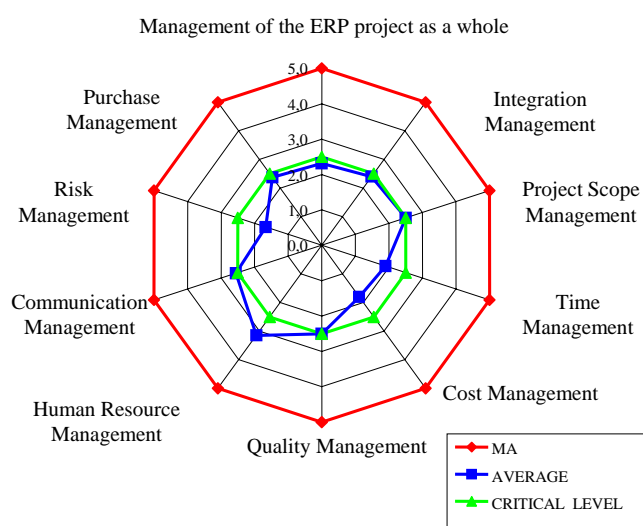 Management of the ERP project as a whole
5,0
4,0
3,0
2,0
1,0
0,0
Integration
Management
Project Scope
Management
Time
Management
Cost Management
Quality Management
Human Resource
Management
Communication
Management
Risk
Management
Purchase
Management
MA
AVERAGE
CRITICAL LEVEL